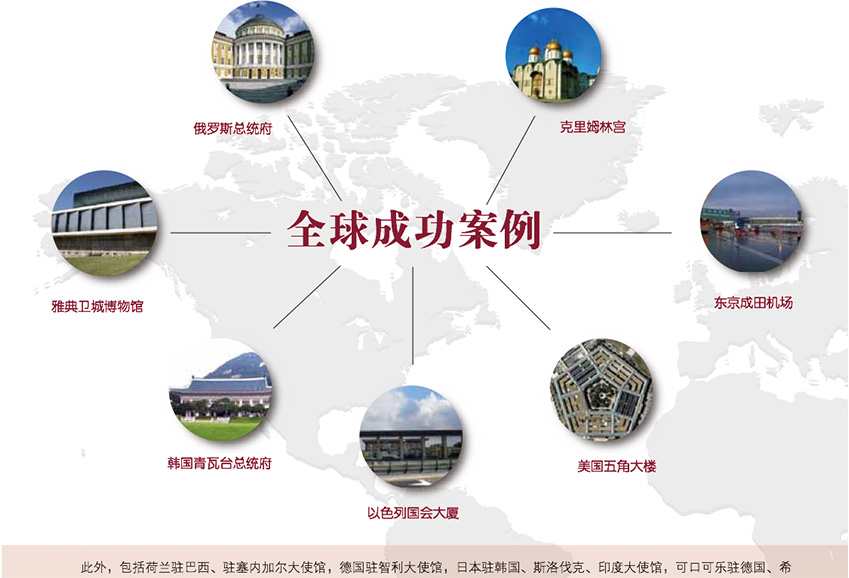 俄罗斯总统府
克里姆林宫
全球成功案例
雅典卫城博物馆
东京成田机场
韩国青瓦台总统府
美国五角大楼
以色列国会大厦
此外，包括荷兰驻巴西、驻塞内加尔大使馆，德国驻智利大使馆，日本驻韩国、斯洛伐克、印度大使馆，可口可乐驻德国、希